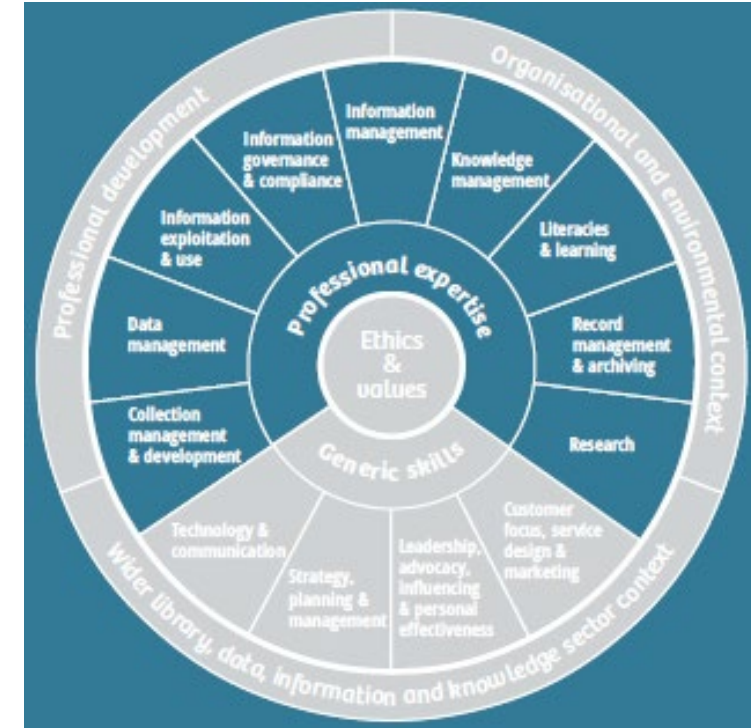 Professional development
Organisational and environmental context
Information
management
Information
governance
& compliance
Knowledge
management
Information
exploitation
& use
Literacies
& learning
Data
management
Record
management
& archiving
Collection
management
& development
Research
Professional expertise
Ethics
&
values
Generic skills
Technology &
communication
Strategy,
planning &
management
Leadership,
advocacy,
influencing
& personal
effectiveness
Customer
focus, service
design &
marketing
Wider library, data, information and knowledge sector context